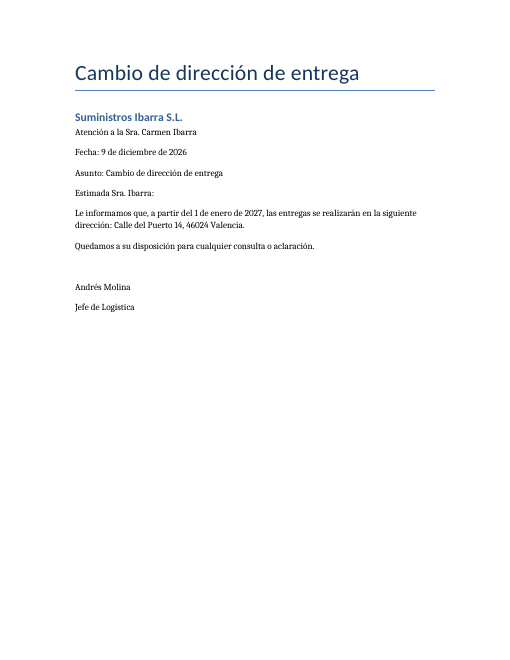 Cambio de dirección de entrega
Suministros Ibarra S.L.
Atención a la Sra. Carmen Ibarra
Fecha: 9 de diciembre de 2026
Asunto: Cambio de dirección de entrega
Estimada Sra. Ibarra:
Le informamos que, a partir del 1 de enero de 2027, las entregas se realizarán en la siguiente
dirección: Calle del Puerto 14, 46024 Valencia.
Quedamos a su disposición para cualquier consulta o aclaración.
Andrés Molina
Jefe de Logística